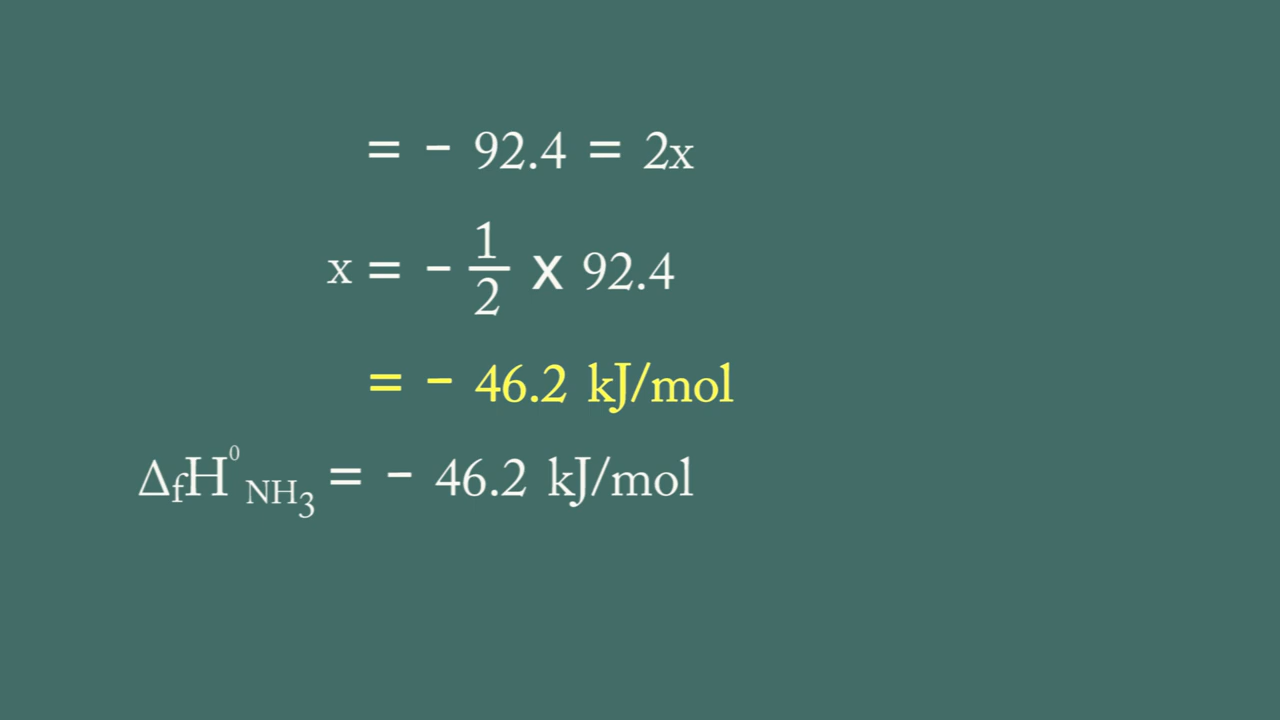 = - 92.4 = 2x
x = - 1/2 x 92.4
= - 46.2 kJ/mol
ΔfH⁰NH₃ = - 46.2 kJ/mol